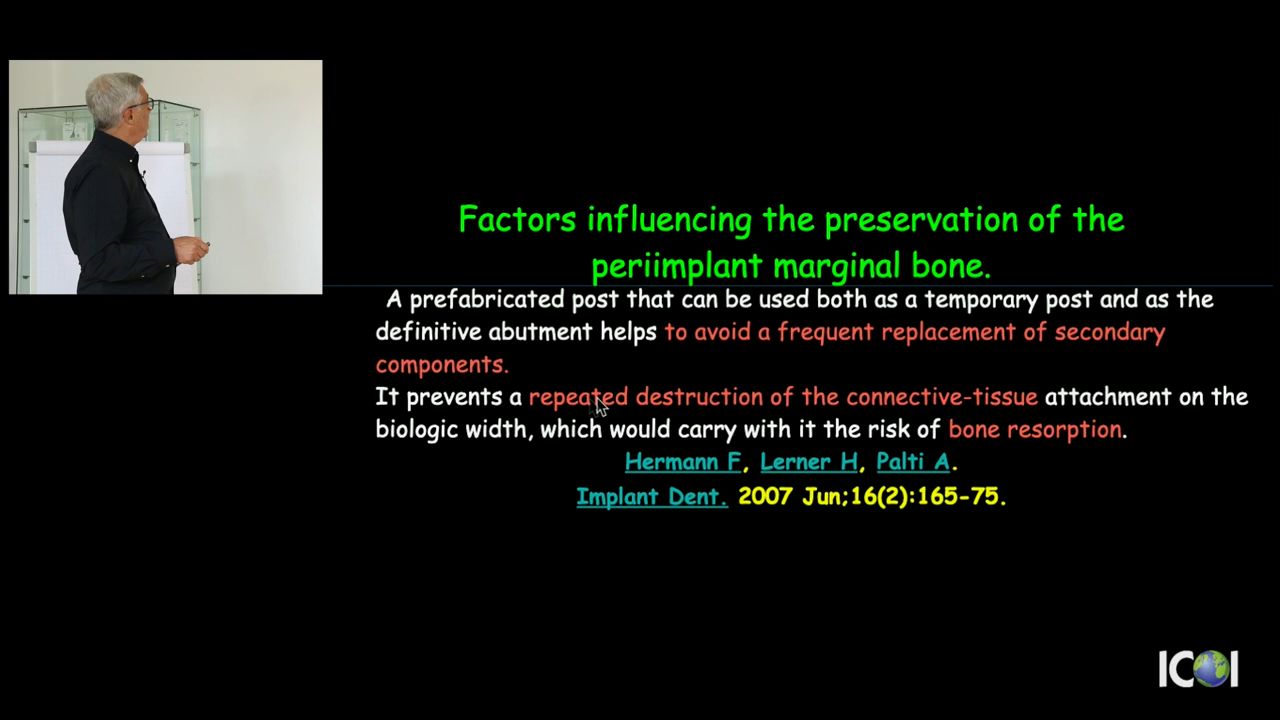 Factors influencing the preservation of the
periimplant marginal bone.
A prefabricated post that can be used both as a temporary post and as the
definitive abutment helps to avoid a frequent replacement of secondary
components.
It prevents a repeated destruction of the connective-tissue attachment on the
biologic width, which would carry with it the risk of bone resorption.
Hermann F, Lerner H, Palti A.
Implant Dent. 2007 Jun;16(2):165-75.
ICOI